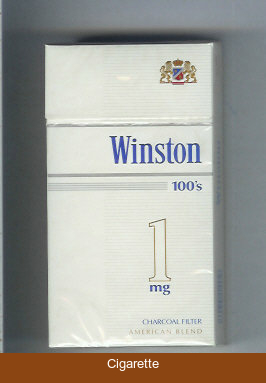 Winston
100's
1
mg
CHARCOAL FILTER
AMERICAN BLEND
Cigarette